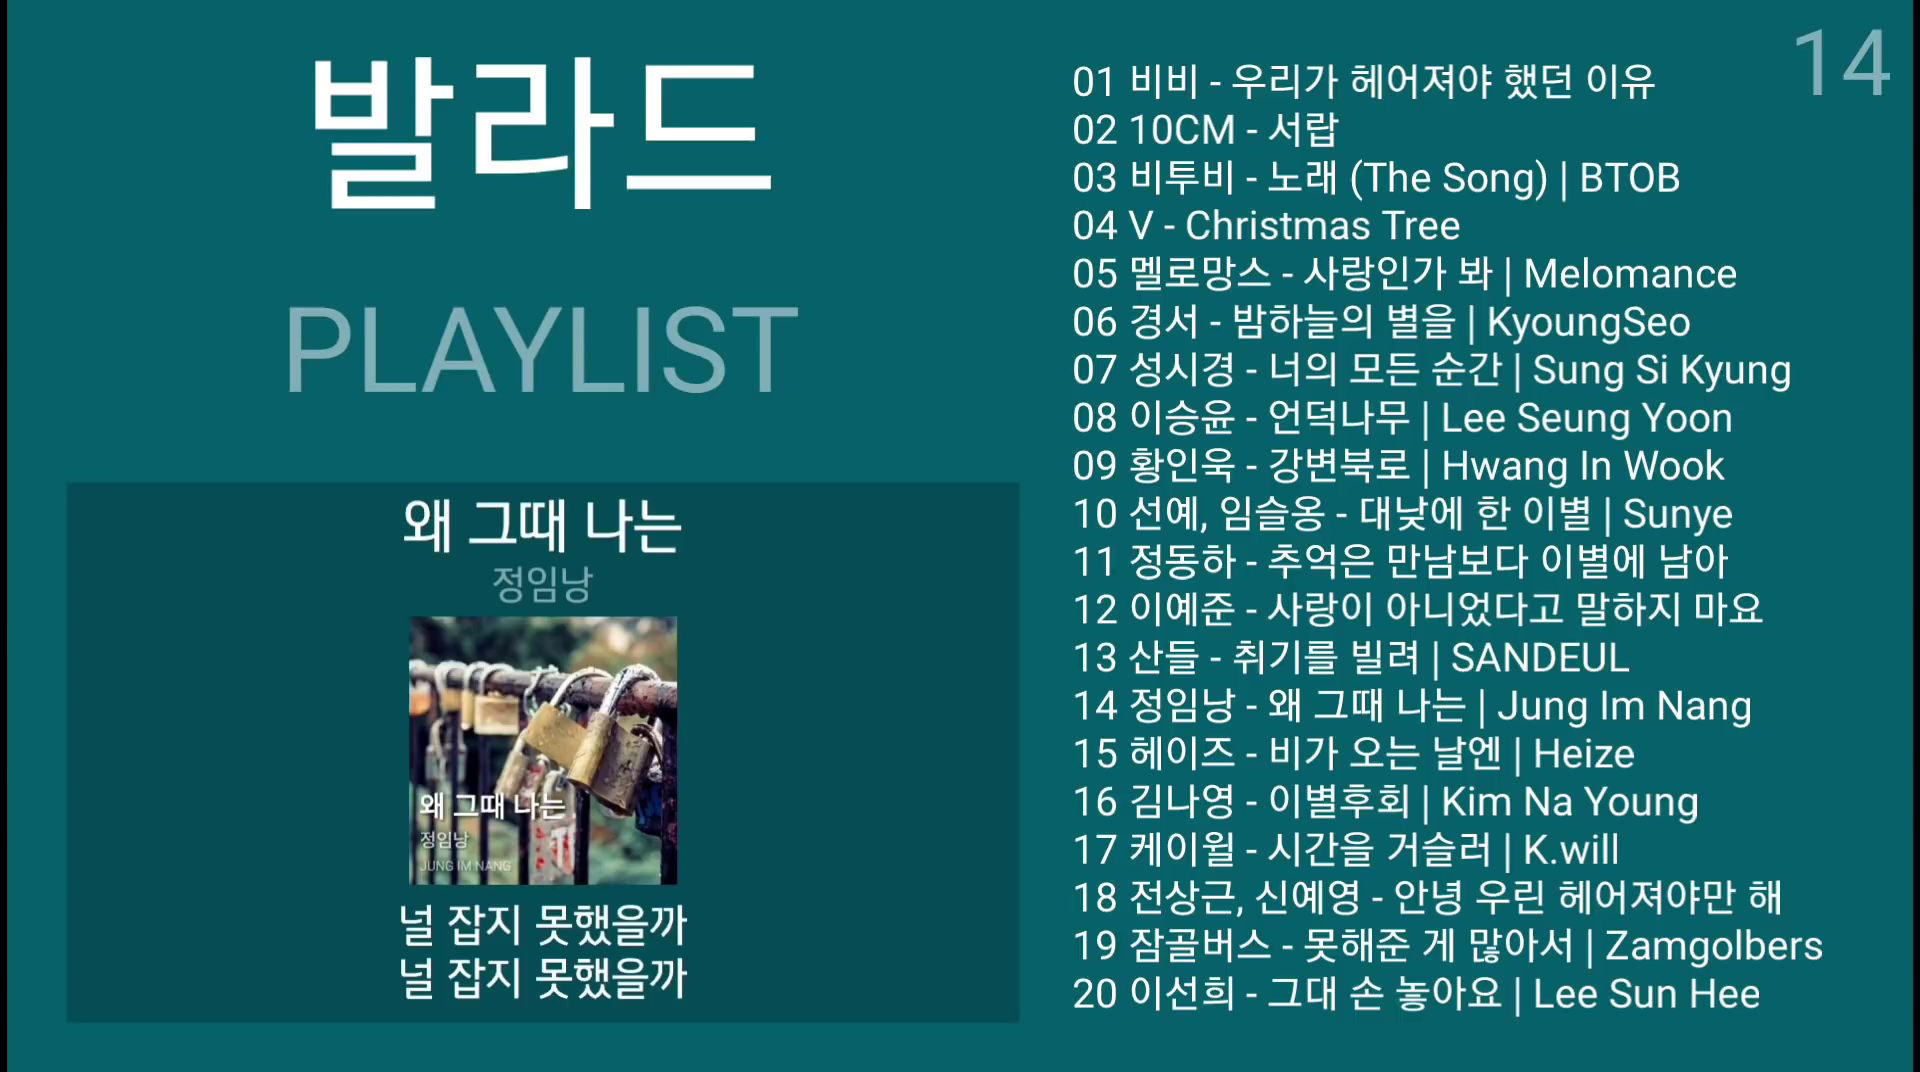 발라드
PLAYLIST
왜 그때 나는
정임낭
왜 그때 나는
정임낭
JUNG IM NANG
널 잡지 못했을까
널 잡지 못했을까
14
01 비비 - 우리가 헤어져야 했던 이유
02 10CM - 서랍
03 비투비 - 노래 (The Song) | BTOB
04 V - Christmas Tree
05 멜로망스 - 사랑인가 봐 | Melomance
06 경서 - 밤하늘의 별을 | KyoungSeo
07 성시경 - 너의 모든 순간 | Sung Si Kyung
08 이승윤 - 언덕나무 | Lee Seung Yoon
09 황인욱 - 강변북로 | Hwang In Wook
10 선예, 임슬옹 - 대낮에 한 이별 | Sunye
11 정동하 - 추억은 만남보다 이별에 남아
12 이예준 - 사랑이 아니었다고 말하지 마요
13 산들 - 취기를 빌려 | SANDEUL
14 정임낭 - 왜 그때 나는 | Jung Im Nang
15 헤이즈 - 비가 오는 날엔 | Heize
16 김나영 - 이별후회 | Kim Na Young
17 케이윌 - 시간을 거슬러 | K.will
18 전상근, 신예영 - 안녕 우린 헤어져야만 해
19 잠골버스 - 못해준 게 많아서 | Zamgolbers
20 이선희 - 그대 손 놓아요 | Lee Sun Hee